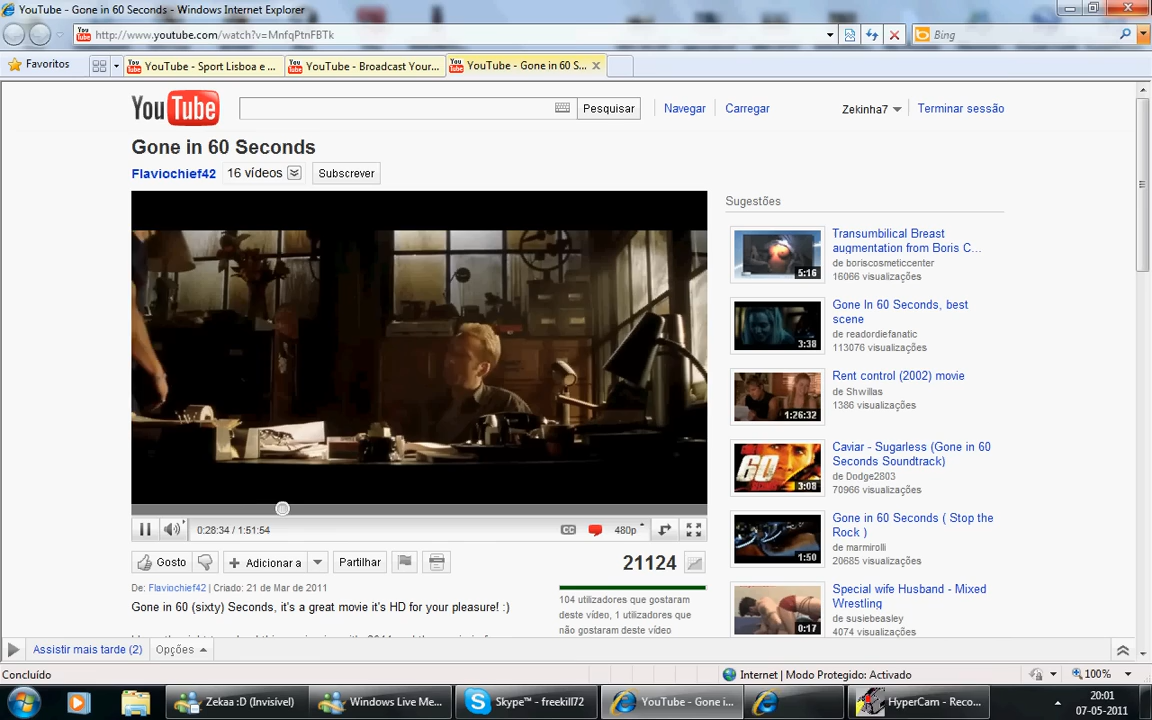 YouTube - Gone in 60 Seconds - Windows Internet Explorer
http://www.youtube.com/watch?v=MnfqPtnFBTk
Bing
Favoritos
YouTube - Sport Lisboa e ...
YouTube - Broadcast Your...
YouTube - Gone in 60 S...
YouTube
Pesquisar
Navegar
Carregar
Zekinha7
Terminar sessão
Gone in 60 Seconds
Flaviochief42
16 vídeos
Subscrever
Sugestões
5:16
Transumbilical Breast
augmentation from Boris C...
de boriscosmeticcenter
16066 visualizações
3:38
Gone In 60 Seconds, best
scene
de readordiefanatic
113076 visualizações
1:26:32
Rent control (2002) movie
de Shwillas
1386 visualizações
60
3:08
Caviar - Sugarless (Gone in 60
Seconds Soundtrack)
de Dodge2803
70966 visualizações
1:50
Gone in 60 Seconds ( Stop the
Rock )
de marmirolli
20685 visualizações
0:17
Special wife Husband - Mixed
Wrestling
de susiebeasley
4074 visualizações
0:28:34 / 1:51:54
CC
480p
Gosto
Adicionar a
Partilhar
21124
De: Flaviochief42 | Criado: 21 de Mar de 2011
Gone in 60 (sixty) Seconds, it's a great movie it's HD for your pleasure! :)
104 utilizadores que gostaram
deste vídeo, 1 utilizadores que
não gostaram deste vídeo
Assistir mais tarde (2)
Opções
Concluído
Internet | Modo Protegido: Activado
100%
Zekaa :D (Invisível)
Windows Live Me...
Skype™ - freekill72
YouTube - Gone i...
HyperCam - Reco...
20:01
07-05-2011